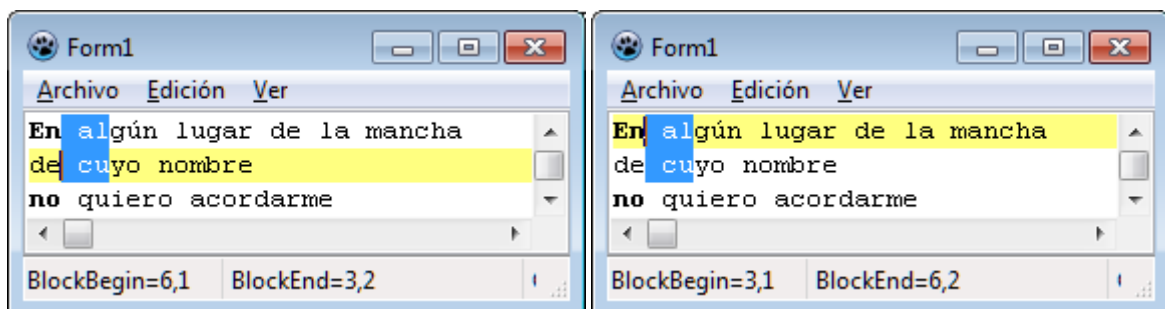 Form1
Archivo Edición Ver
En algún lugar de la mancha
de cuyo nombre
no quiero acordarme
BlockBegin=6,1 BlockEnd=3,2
Form1
Archivo Edición Ver
En algún lugar de la mancha
de cuyo nombre
no quiero acordarme
BlockBegin=3,1 BlockEnd=6,2